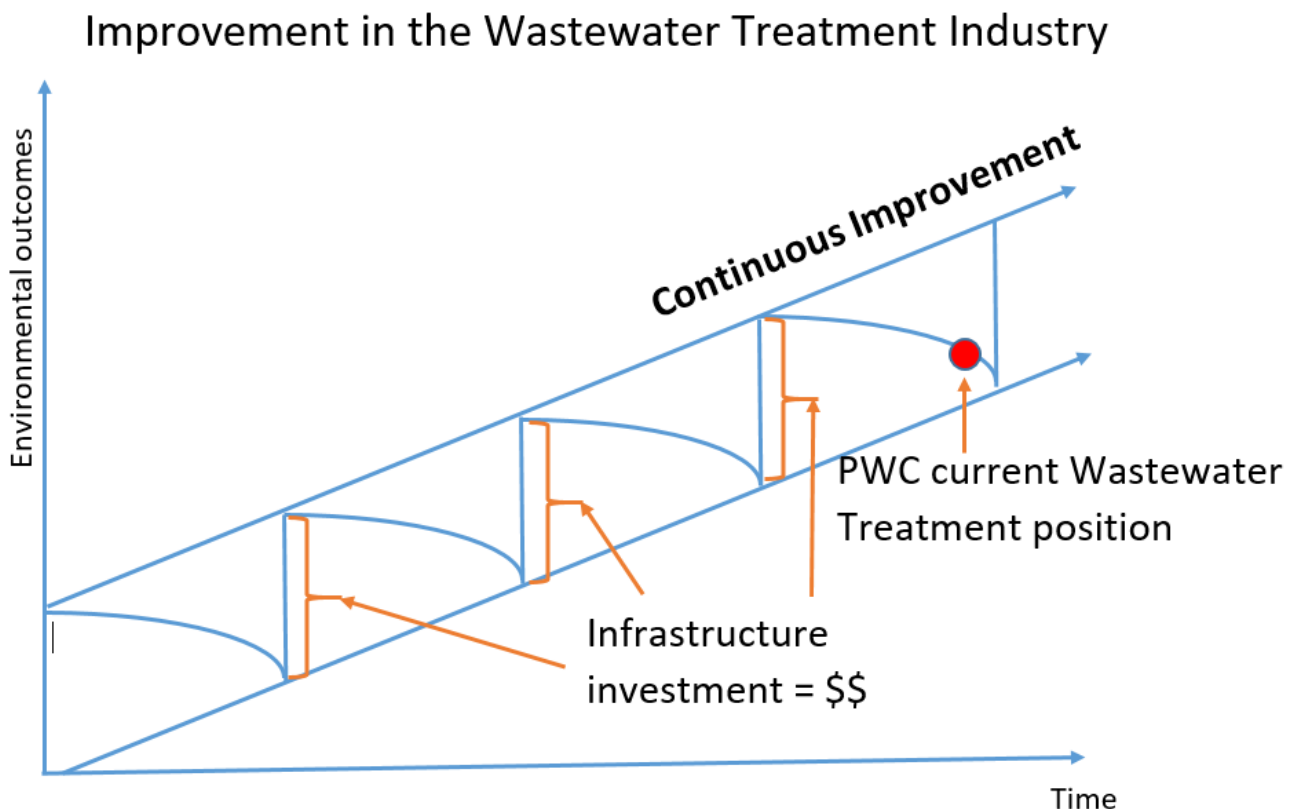 Improvement in the Wastewater Treatment Industry
Environmental outcomes
Continuous Improvement
PWC current Wastewater
Treatment position
Infrastructure
investment = $$
Time